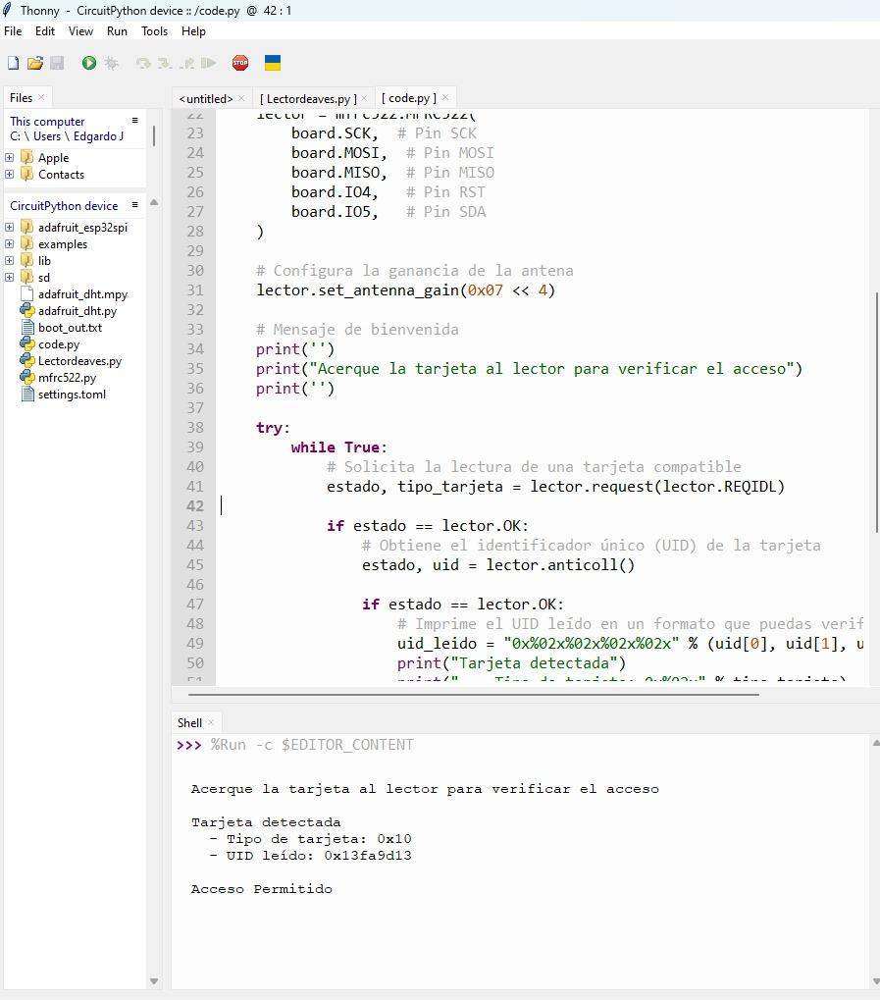 Thonny - CircuitPython device :: /code.py @ 42 : 1
File Edit View Run Tools Help
STOP
Files ×
This computer
C: \ Users \ Edgardo J
Apple
Contacts
CircuitPython device
adafruit_esp32spi
examples
lib
sd
adafruit_dht.mpy
adafruit_dht.py
boot_out.txt
code.py
Lectordeaves.py
mfrc522.py
settings.toml
<untitled> × [ Lectordeaves.py ] × [ code.py ] ×
22 lector = mfrc522.MFRC522(
23 board.SCK, # Pin SCK
24 board.MOSI, # Pin MOSI
25 board.MISO, # Pin MISO
26 board.IO4, # Pin RST
27 board.IO5, # Pin SDA
28 )
29
30 # Configura la ganancia de la antena
31 lector.set_antenna_gain(0x07 << 4)
32
33 # Mensaje de bienvenida
34 print('')
35 print("Acerque la tarjeta al lector para verificar el acceso")
36 print('')
37
38 try:
39 while True:
40 # Solicita la lectura de una tarjeta compatible
41 estado, tipo_tarjeta = lector.request(lector.REQIDL)
42
43 if estado == lector.OK:
44 # Obtiene el identificador único (UID) de la tarjeta
45 estado, uid = lector.anticoll()
46
47 if estado == lector.OK:
48 # Imprime el UID leído en un formato que puedas verif
49 uid_leido = "0x%02x%02x%02x%02x" % (uid[0], uid[1], u
50 print("Tarjeta detectada")
51 print(" - Tipo de tarjeta: 0x%02x" % tipo_tarjeta)
Shell ×
>>> %Run -c $EDITOR_CONTENT
Acerque la tarjeta al lector para verificar el acceso
Tarjeta detectada
- Tipo de tarjeta: 0x10
- UID leído: 0x13fa9d13
Acceso Permitido